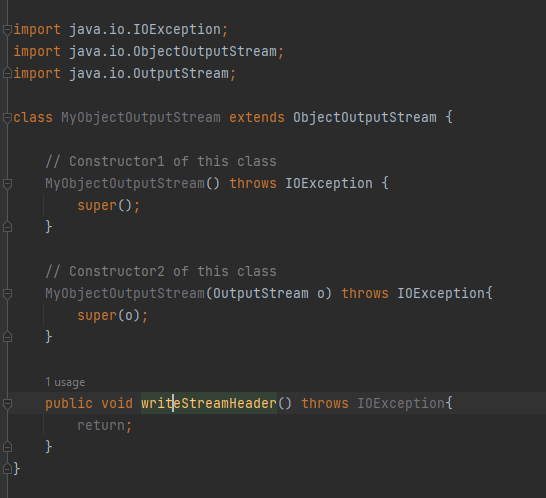 import java.io.IOException;
import java.io.ObjectOutputStream;
import java.io.OutputStream;
class MyObjectOutputStream extends ObjectOutputStream {
// Constructor1 of this class
MyObjectOutputStream() throws IOException {
super();
}
// Constructor2 of this class
MyObjectOutputStream(OutputStream o) throws IOException{
super(o);
}
1 usage
public void writeStreamHeader() throws IOException{
return;
}
}